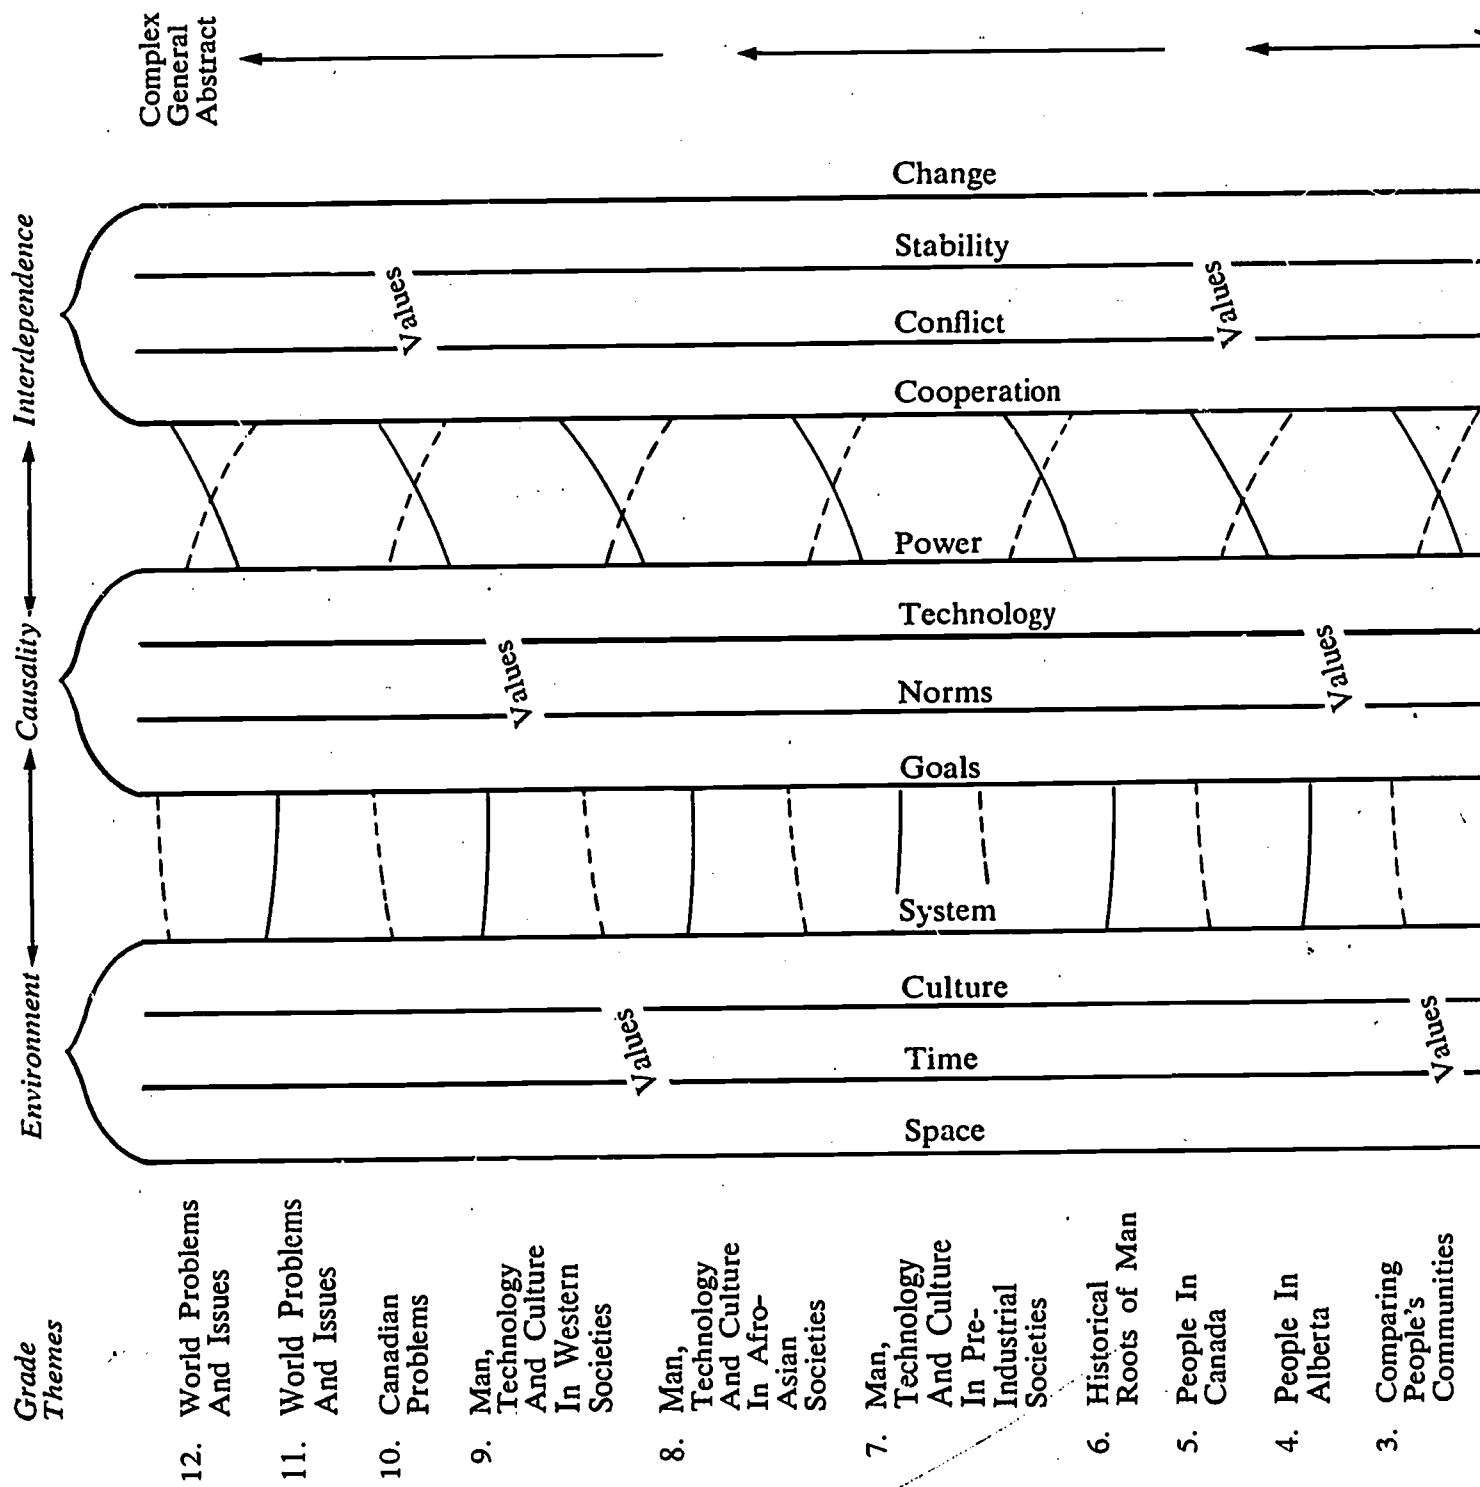 Grade
Themes
Environment
Causality
Interdependence
Complex
General
Abstract
12. World Problems
And Issues
11. World Problems
And Issues
10. Canadian
Problems
9. Man,
Technology
And Culture
In Western
Societies
8. Man,
Technology
And Culture
In Afro-
Asian
Societies
7. Man,
Technology
And Culture
In Pre-
Industrial
Societies
6. Historical
Roots of Man
5. People In
Canada
4. People In
Alberta
3. Comparing
People's
Communities
Space
Time
Culture
System
Goals
Norms
Technology
Power
Cooperation
Conflict
Stability
Change
Values
Values
Values
Values
Values
Values